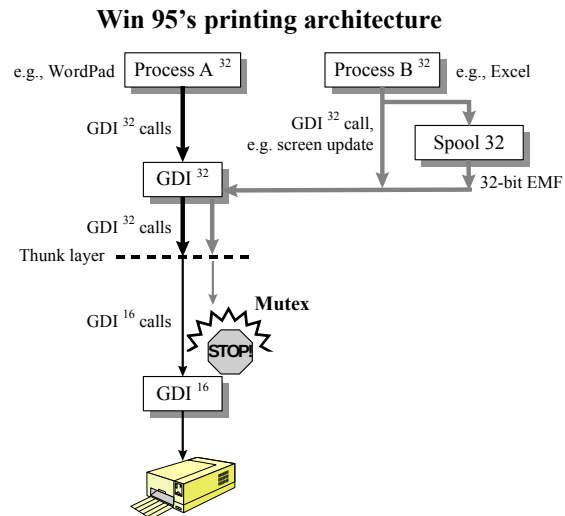 Win 95's printing architecture
e.g., WordPad
Process A 32
Process B 32
e.g., Excel
GDI 32 calls
GDI 32 call,
e.g. screen update
Spool 32
GDI 32
32-bit EMF
GDI 32 calls
Thunk layer
Mutex
GDI 16 calls
STOP!
GDI 16